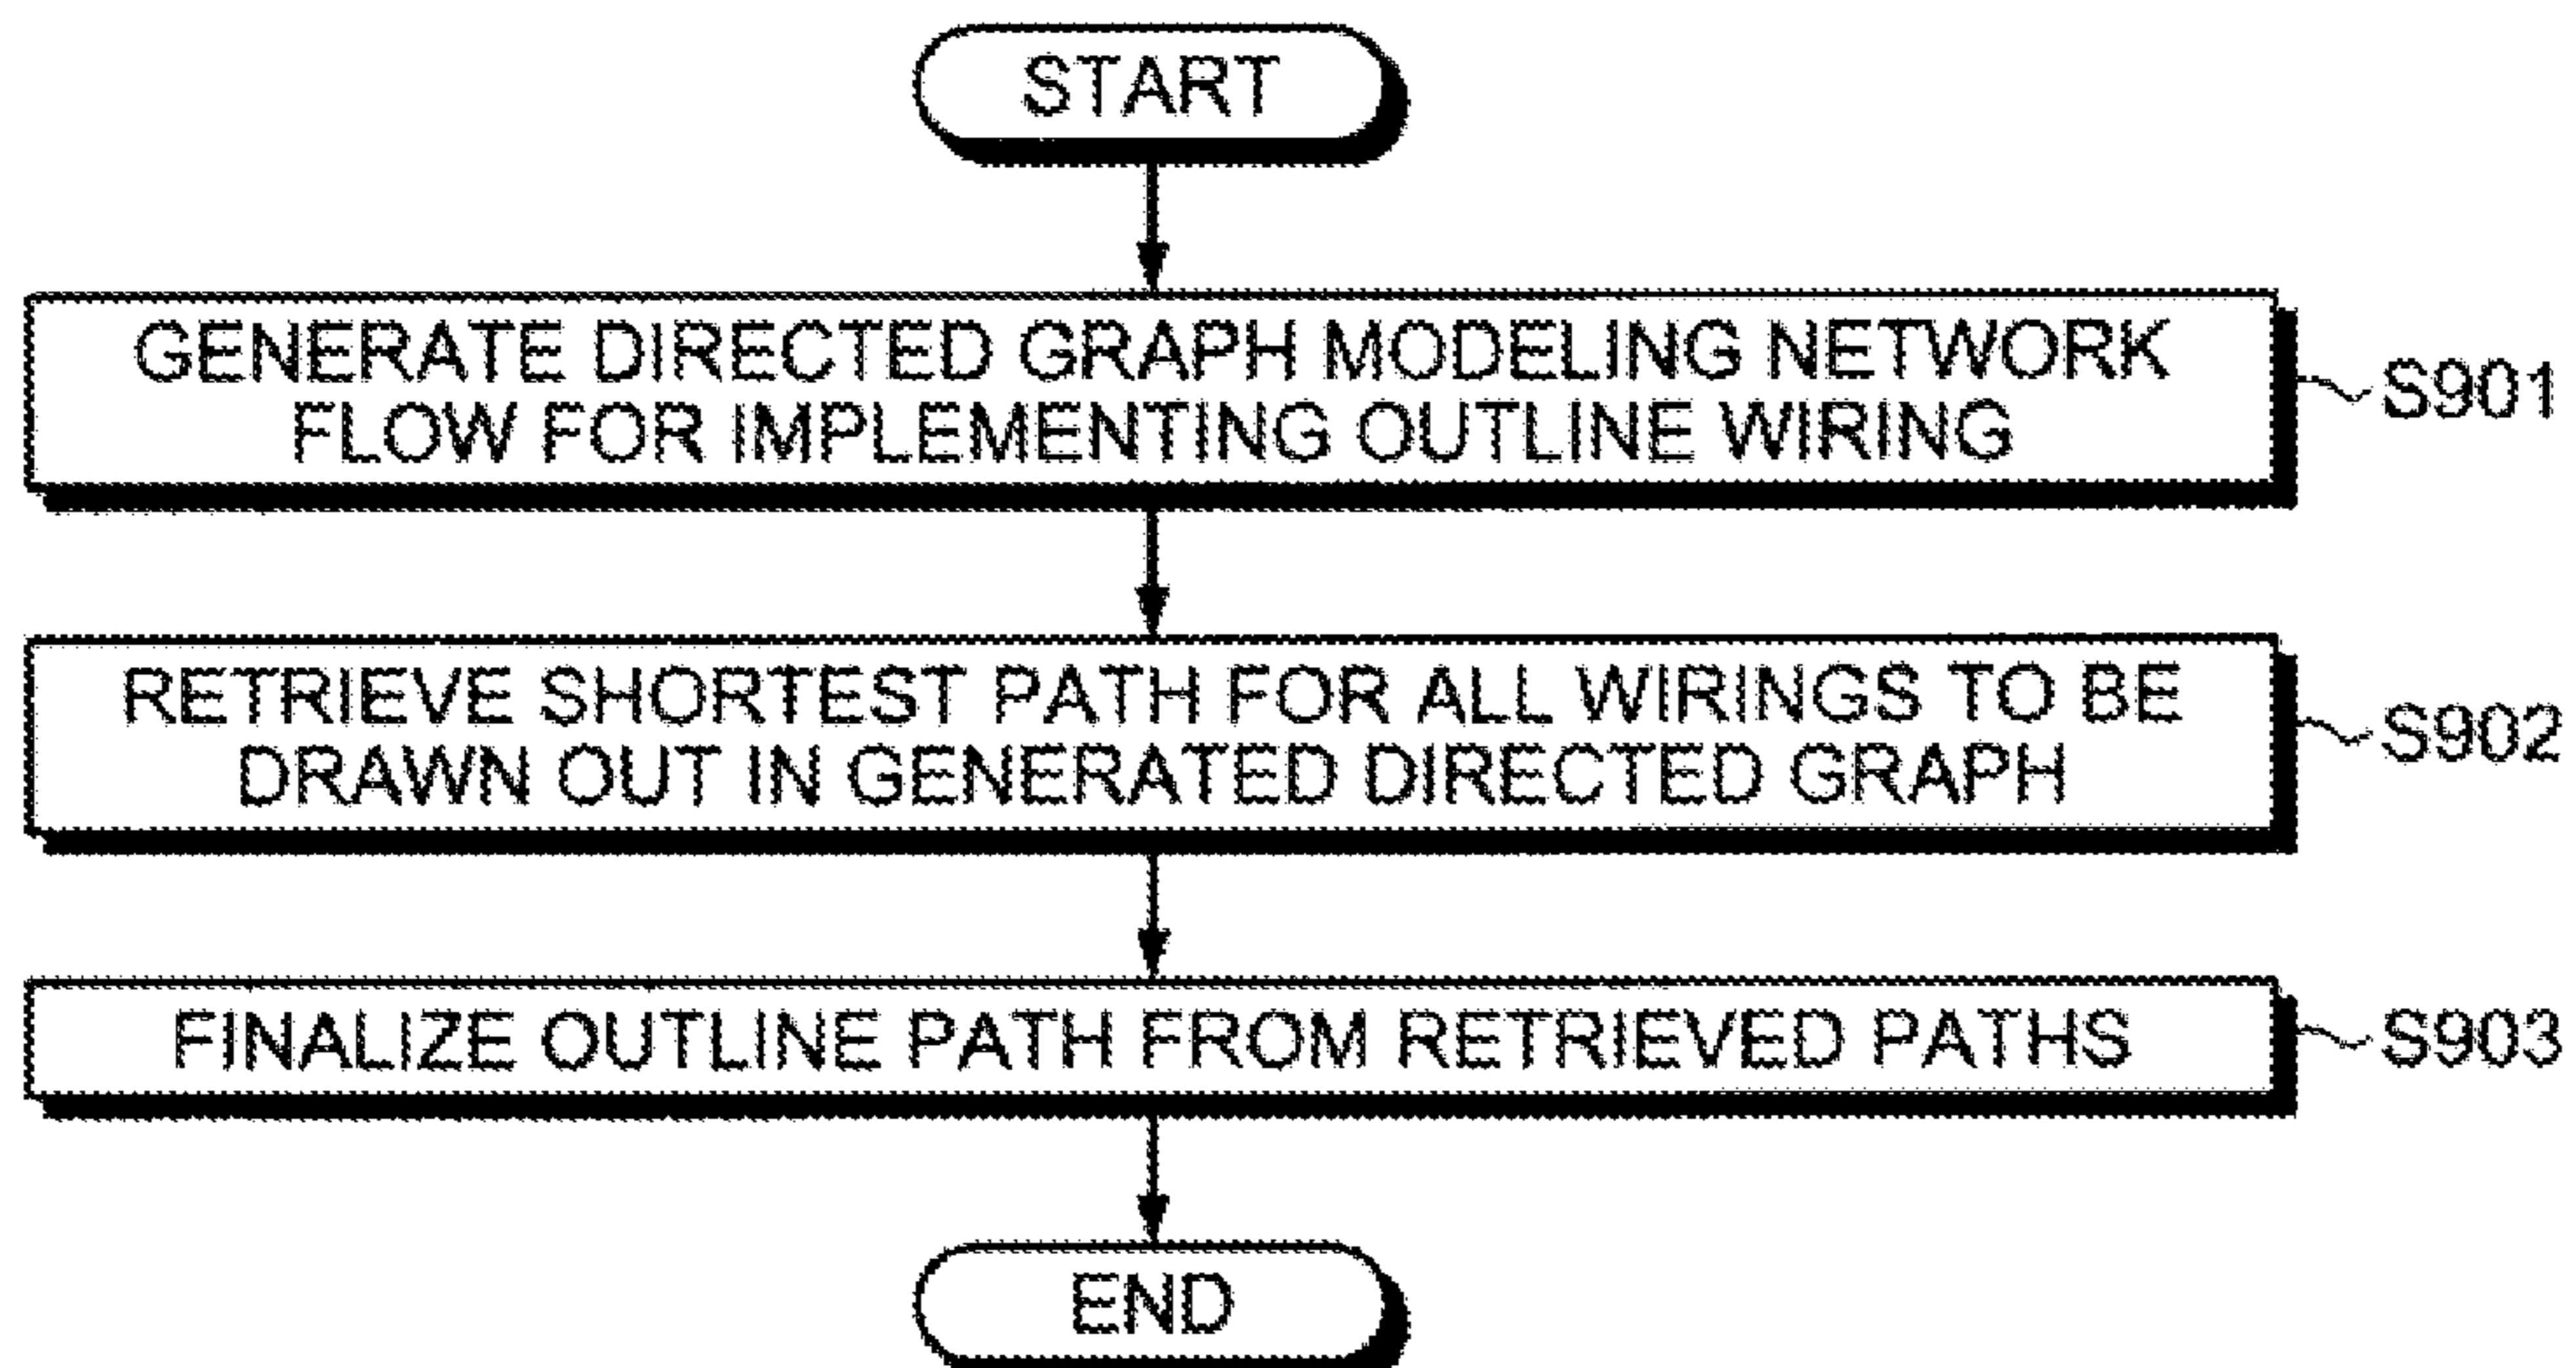 START
GENERATE DIRECTED GRAPH MODELING NETWORK
FLOW FOR IMPLEMENTING OUTLINE WIRING
S901
RETRIEVE SHORTEST PATH FOR ALL WIRINGS TO BE
DRAWN OUT IN GENERATED DIRECTED GRAPH
S902
FINALIZE OUTLINE PATH FROM RETRIEVED PATHS
S903
END